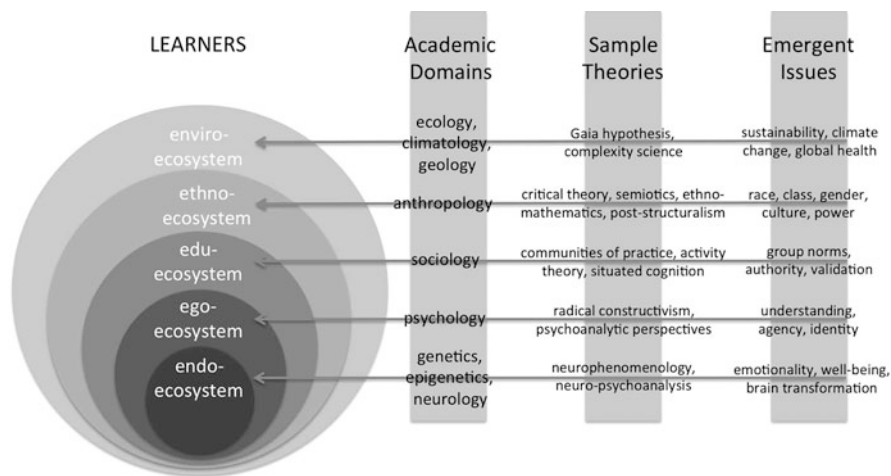 LEARNERS
Academic
Domains
Sample
Theories
Emergent
Issues
enviro-
ecosystem
ecology,
climatology,
geology
Gaia hypothesis,
complexity science
sustainability, climate
change, global health
ethno-
ecosystem
anthropology
critical theory, semiotics, ethno-
mathematics, post-structuralism
race, class, gender,
culture, power
edu-
ecosystem
sociology
communities of practice, activity
theory, situated cognition
group norms,
authority, validation
ego-
ecosystem
psychology
radical constructivism,
psychoanalytic perspectives
understanding,
agency, identity
endo-
ecosystem
genetics,
epigenetics,
neurology
neurophenomenology,
neuro-psychoanalysis
emotionality, well-being,
brain transformation